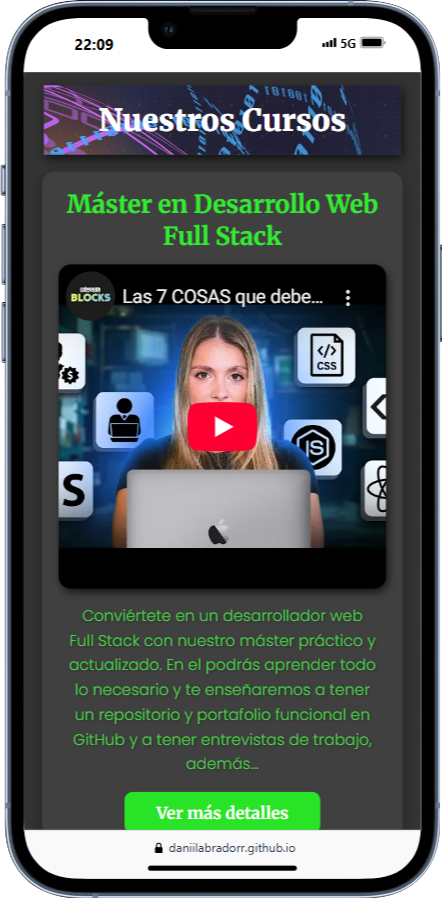 22:09
5G
Nuestros Cursos
Máster en Desarrollo Web
Full Stack
CONQUER
BLOCKS
Las 7 COSAS que debe...
</>
CSS
JS
S
Conviértete en un desarrollador web
Full Stack con nuestro máster práctico y
actualizado. En el podrás aprender todo
lo necesario y te enseñaremos a tener
un repositorio y portafolio funcional en
GitHub y a tener entrevistas de trabajo,
además...
Ver más detalles
daniilabradorr.github.io